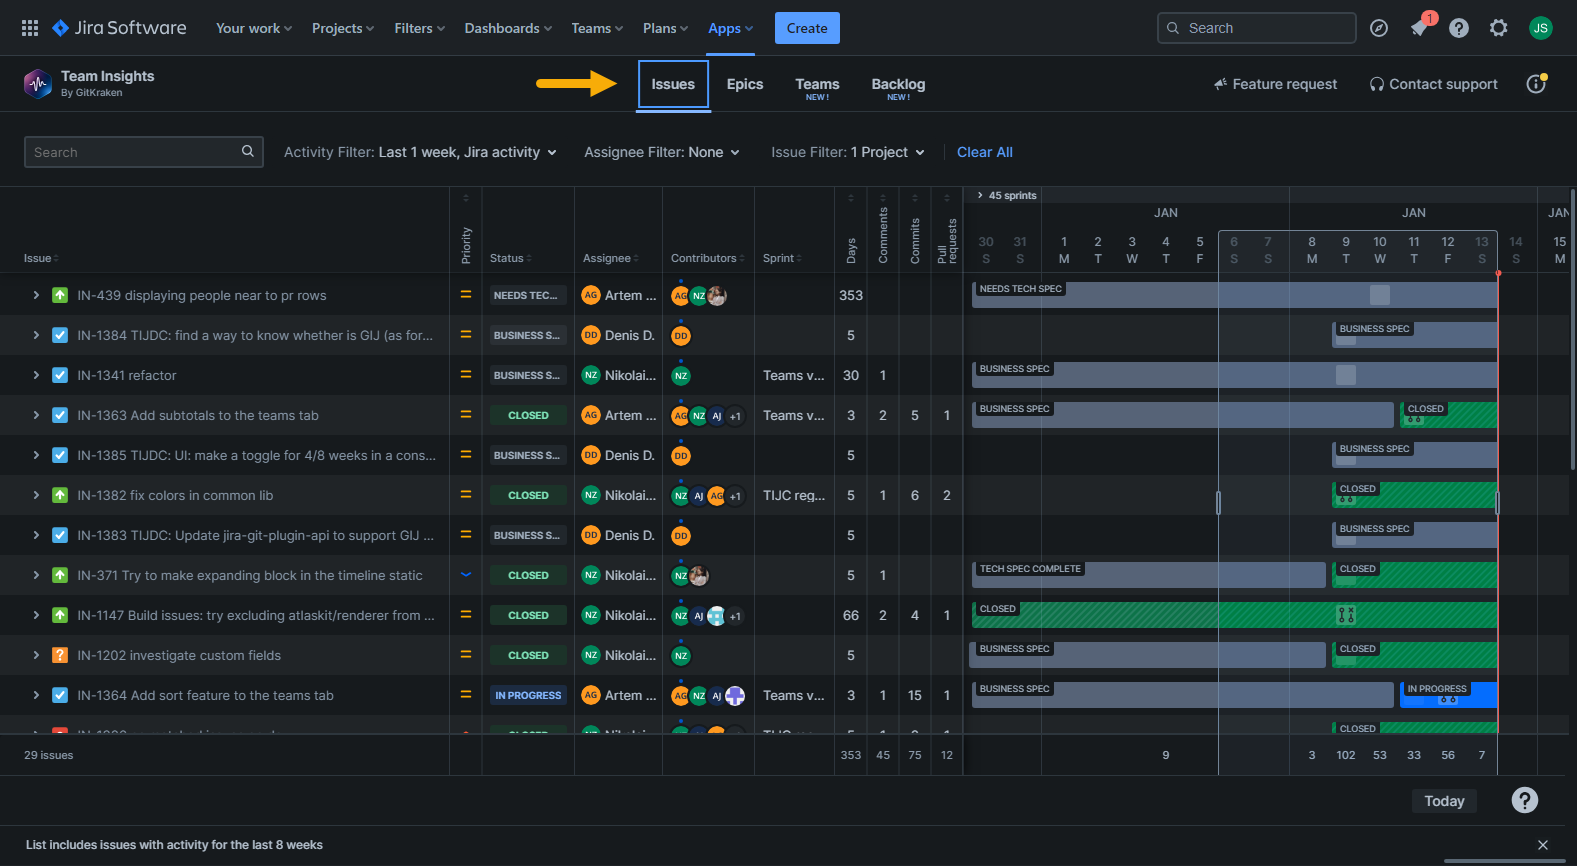 Jira Software Your work Projects Filters Dashboards Teams Plans Apps Create Search 1 JS
Team Insights
By GitKraken
Issues Epics Teams Backlog
NEW! NEW!
Feature request Contact support
Search Activity Filter: Last 1 week, Jira activity Assignee Filter: None Issue Filter: 1 Project Clear All
45 sprints
JAN JAN JAN
30 31 1 2 3 4 5 6 7 8 9 10 11 12 13 14 15
S S M T W T F S S M T W T F S S M
Issue Priority Status Assignee Contributors Sprint Days Comments Commits Pull requests
IN-439 displaying people near to pr rows NEEDS TEC... AG Artem ... AG NZ 353 NEEDS TECH SPEC
IN-1384 TIJDC: find a way to know whether is GIJ (as for... BUSINESS S... DD Denis D. DD 5 BUSINESS SPEC
IN-1341 refactor BUSINESS S... NZ Nikolai... NZ Teams v... 30 1 BUSINESS SPEC
IN-1363 Add subtotals to the teams tab CLOSED AG Artem ... AG NZ AJ +1 Teams v... 3 2 5 1 BUSINESS SPEC CLOSED
IN-1385 TIJDC: UI: make a toggle for 4/8 weeks in a cons... BUSINESS S... DD Denis D. DD 5 BUSINESS SPEC
IN-1382 fix colors in common lib CLOSED NZ Nikolai... NZ AJ AG +1 TIJC reg... 5 1 6 2 CLOSED
IN-1383 TIJDC: Update jira-git-plugin-api to support GIJ ... BUSINESS S... DD Denis D. DD 5 BUSINESS SPEC
IN-371 Try to make expanding block in the timeline static CLOSED NZ Nikolai... NZ 5 1 TECH SPEC COMPLETE CLOSED
IN-1147 Build issues: try excluding atlaskit/renderer from ... CLOSED NZ Nikolai... NZ AJ +1 66 2 4 1 CLOSED
IN-1202 investigate custom fields CLOSED NZ Nikolai... NZ 5 BUSINESS SPEC CLOSED
IN-1364 Add sort feature to the teams tab IN PROGRESS AG Artem ... AG NZ AJ Teams v... 3 1 15 1 BUSINESS SPEC IN PROGRESS
CLOSED
29 issues 353 45 75 12 9 3 102 53 33 56 7
Today
List includes issues with activity for the last 8 weeks